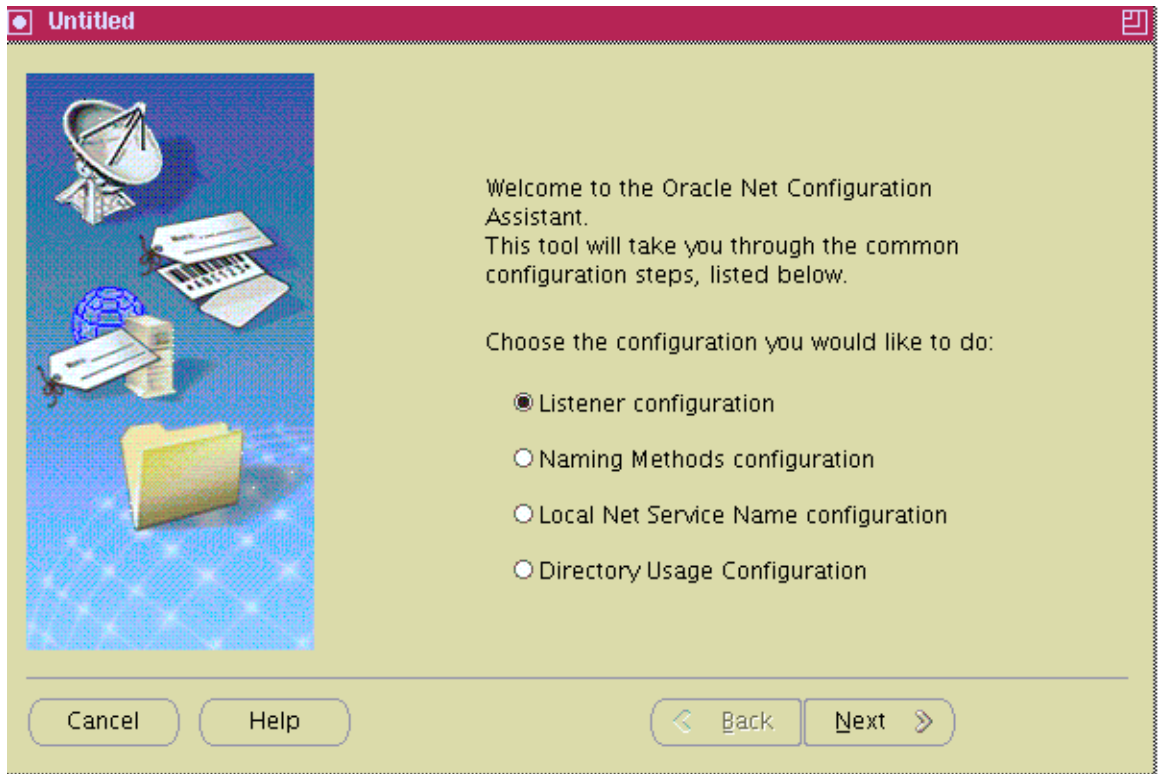 Untitled
Welcome to the Oracle Net Configuration
Assistant.
This tool will take you through the common
configuration steps, listed below.
Choose the configuration you would like to do:
Listener configuration
Naming Methods configuration
Local Net Service Name configuration
Directory Usage Configuration
Cancel Help Back Next